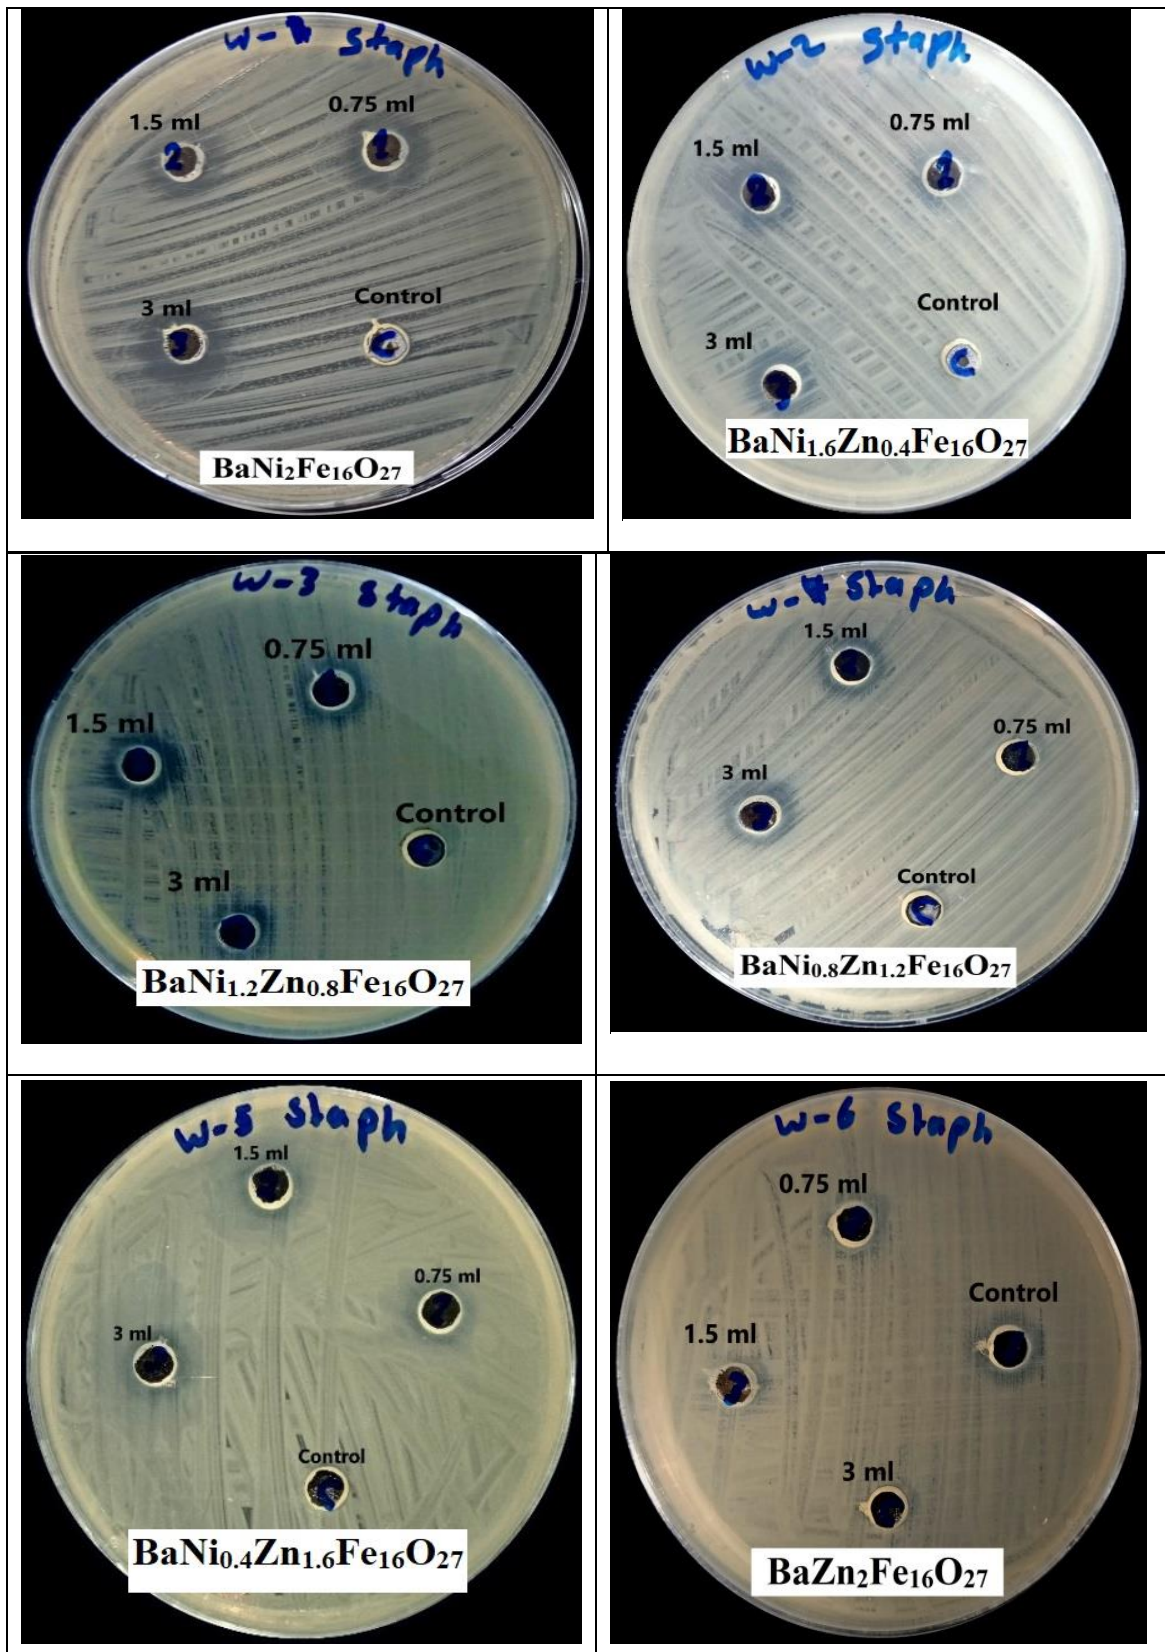 W-1 Staph
1.5 ml
0.75 ml
2
1
3 ml
Control
3
C
BaNi2Fe16O27
W-2 Staph
0.75 ml
1.5 ml
2
Control
3 ml
C
BaNi1.6Zn0.4Fe16O27
W-3 Staph
0.75 ml
1.5 ml
Control
3 ml
BaNi1.2Zn0.8Fe16O27
W-4 Staph
1.5 ml
0.75 ml
3 ml
Control
C
BaNi0.8Zn1.2Fe16O27
W-5 Staph
1.5 ml
0.75 ml
3 ml
Control
BaNi0.4Zn1.6Fe16O27
W-6 Staph
0.75 ml
Control
1.5 ml
3 ml
BaZn2Fe16O27